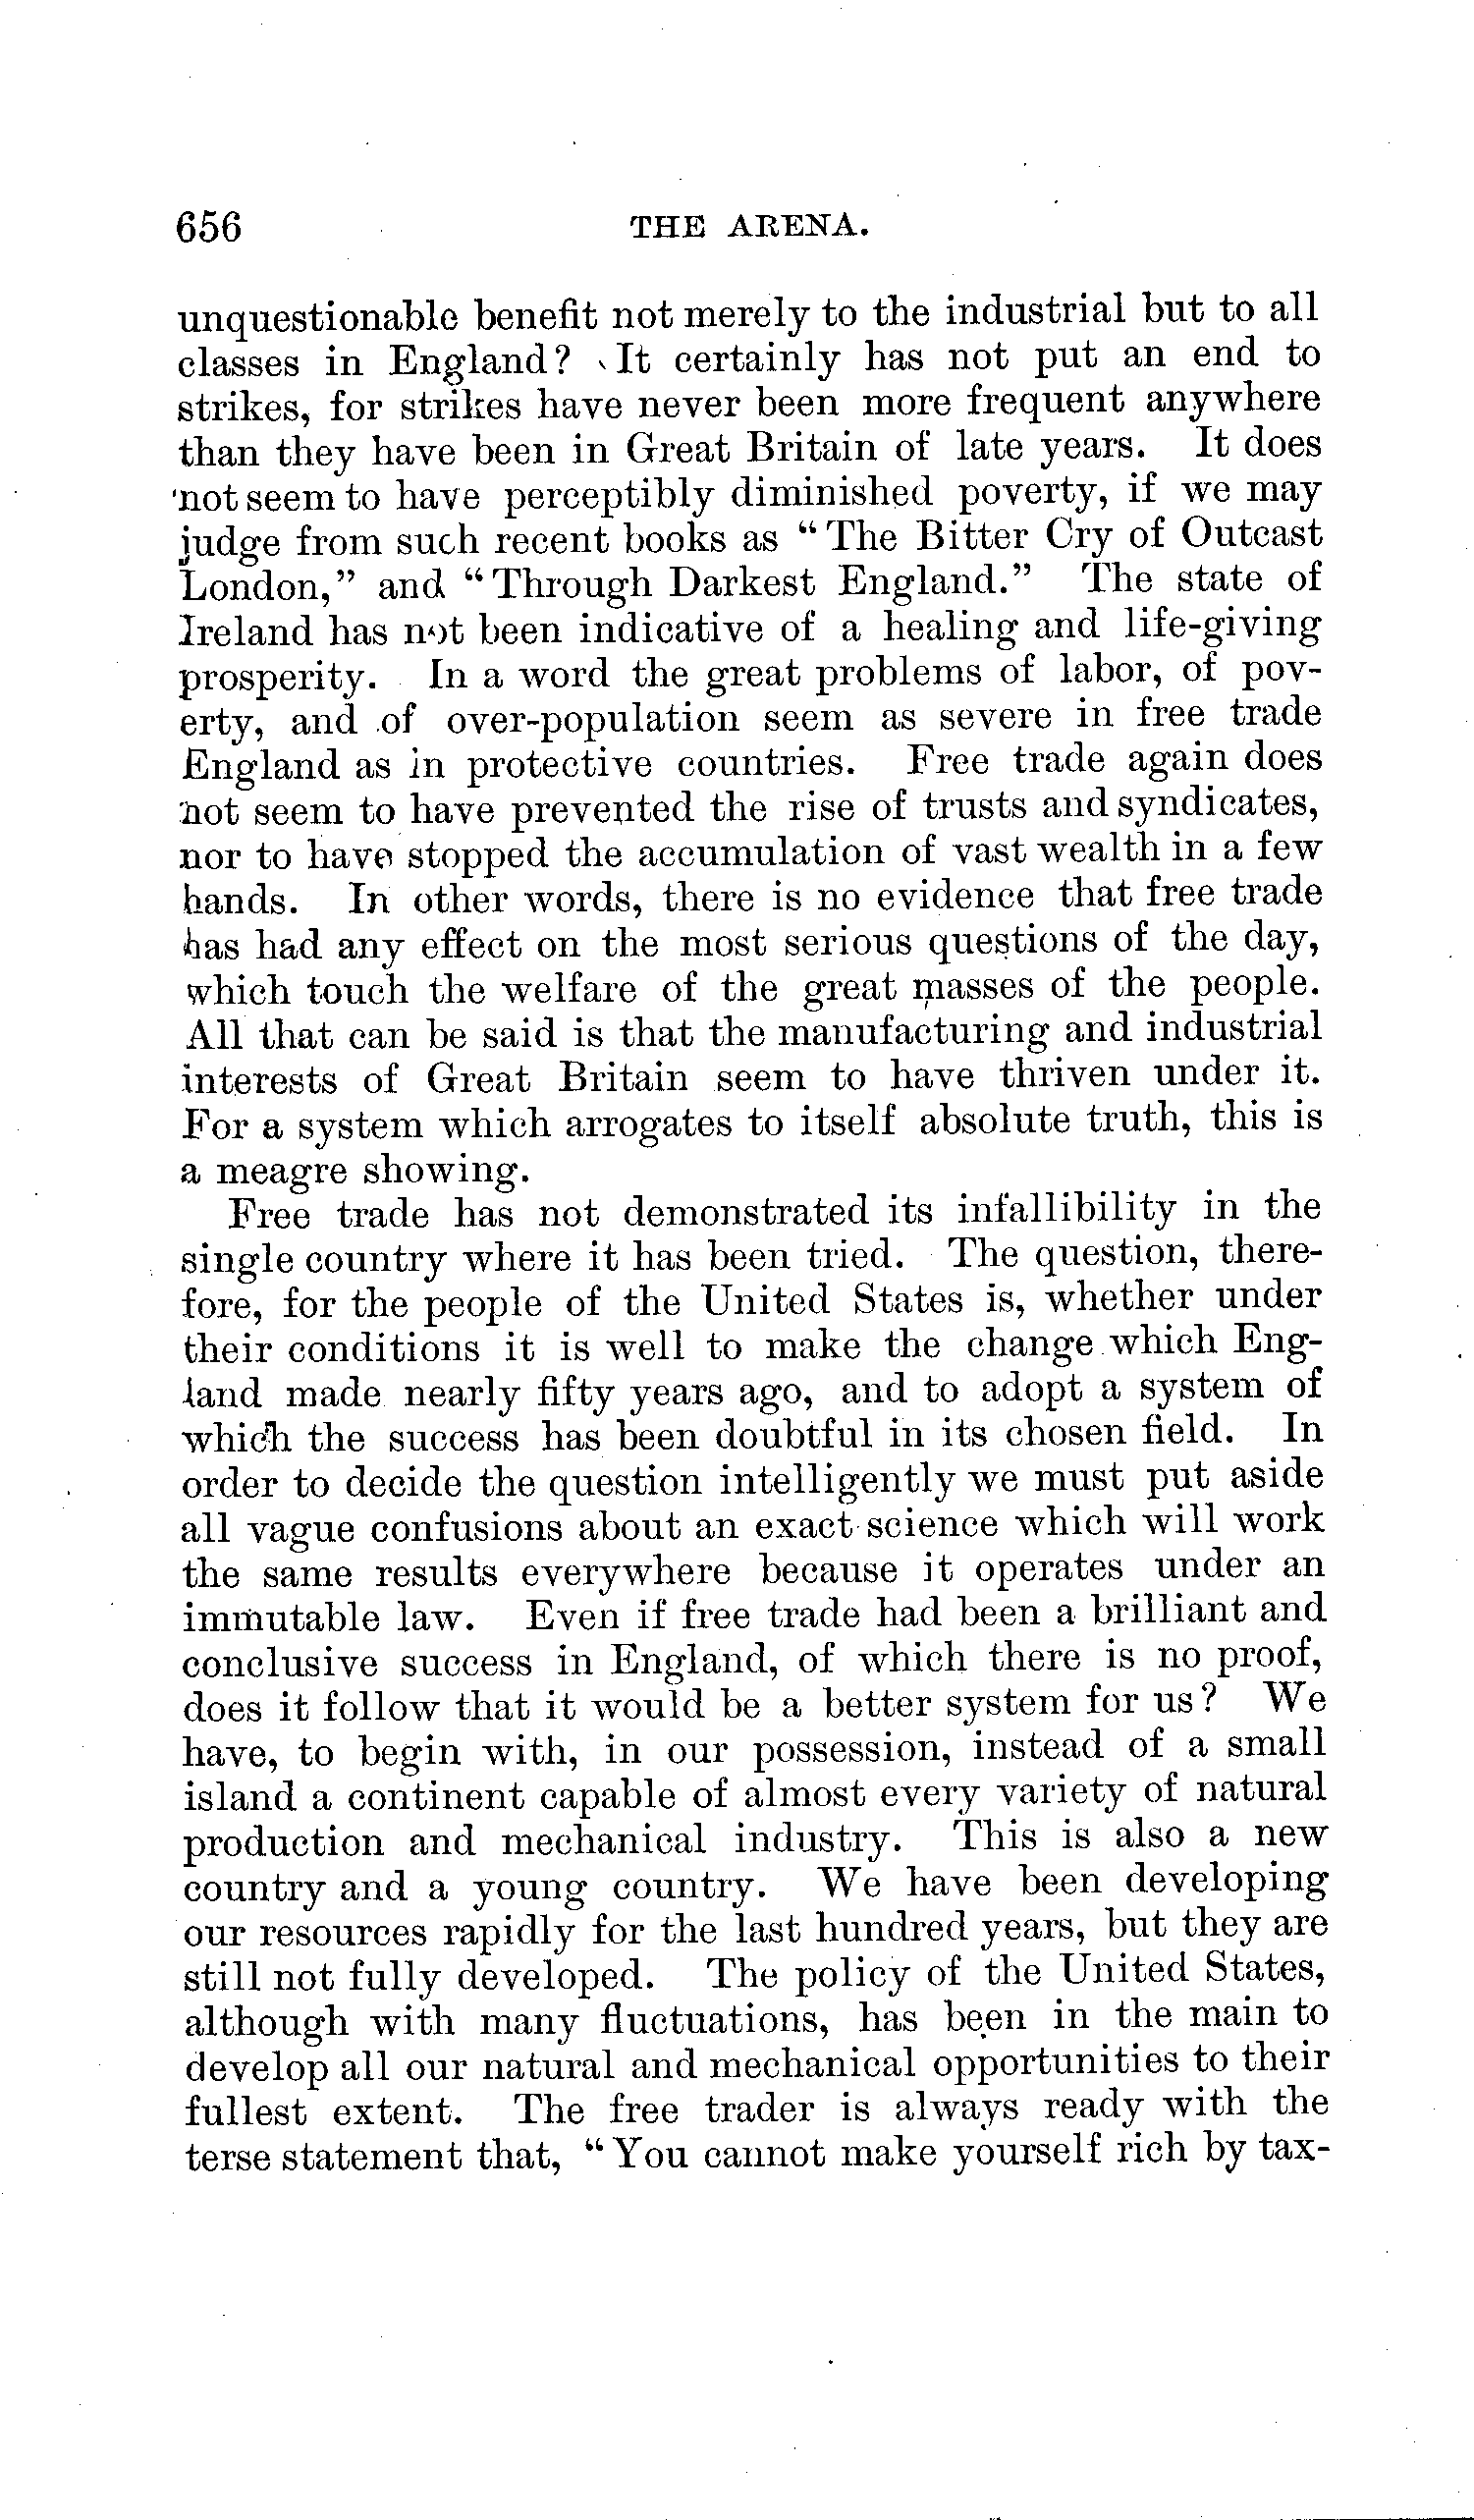 656 THE ARENA.
unquestionable benefit not merely to the industrial but to all
classes in England? It certainly has not put an end to
strikes, for strikes have never been more frequent anywhere
than they have been in Great Britain of late years. It does
not seem to have perceptibly diminished poverty, if we may
judge from such recent books as "The Bitter Cry of Outcast
London," and "Through Darkest England." The state of
Ireland has not been indicative of a healing and life-giving
prosperity. In a word the great problems of labor, of pov-
erty, and of over-population seem as severe in free trade
England as in protective countries. Free trade again does
not seem to have prevented the rise of trusts and syndicates,
nor to have stopped the accumulation of vast wealth in a few
hands. In other words, there is no evidence that free trade
has had any effect on the most serious questions of the day,
which touch the welfare of the great masses of the people.
All that can be said is that the manufacturing and industrial
interests of Great Britain seem to have thriven under it.
For a system which arrogates to itself absolute truth, this is
a meagre showing.
Free trade has not demonstrated its infallibility in the
single country where it has been tried. The question, there-
fore, for the people of the United States is, whether under
their conditions it is well to make the change which Eng-
land made nearly fifty years ago, and to adopt a system of
which the success has been doubtful in its chosen field. In
order to decide the question intelligently we must put aside
all vague confusions about an exact science which will work
the same results everywhere because it operates under an
immutable law. Even if free trade had been a brilliant and
conclusive success in England, of which there is no proof,
does it follow that it would be a better system for us? We
have, to begin with, in our possession, instead of a small
island a continent capable of almost every variety of natural
production and mechanical industry. This is also a new
country and a young country. We have been developing
our resources rapidly for the last hundred years, but they are
still not fully developed. The policy of the United States,
although with many fluctuations, has been in the main to
develop all our natural and mechanical opportunities to their
fullest extent. The free trader is always ready with the
terse statement that, "You cannot make yourself rich by tax-